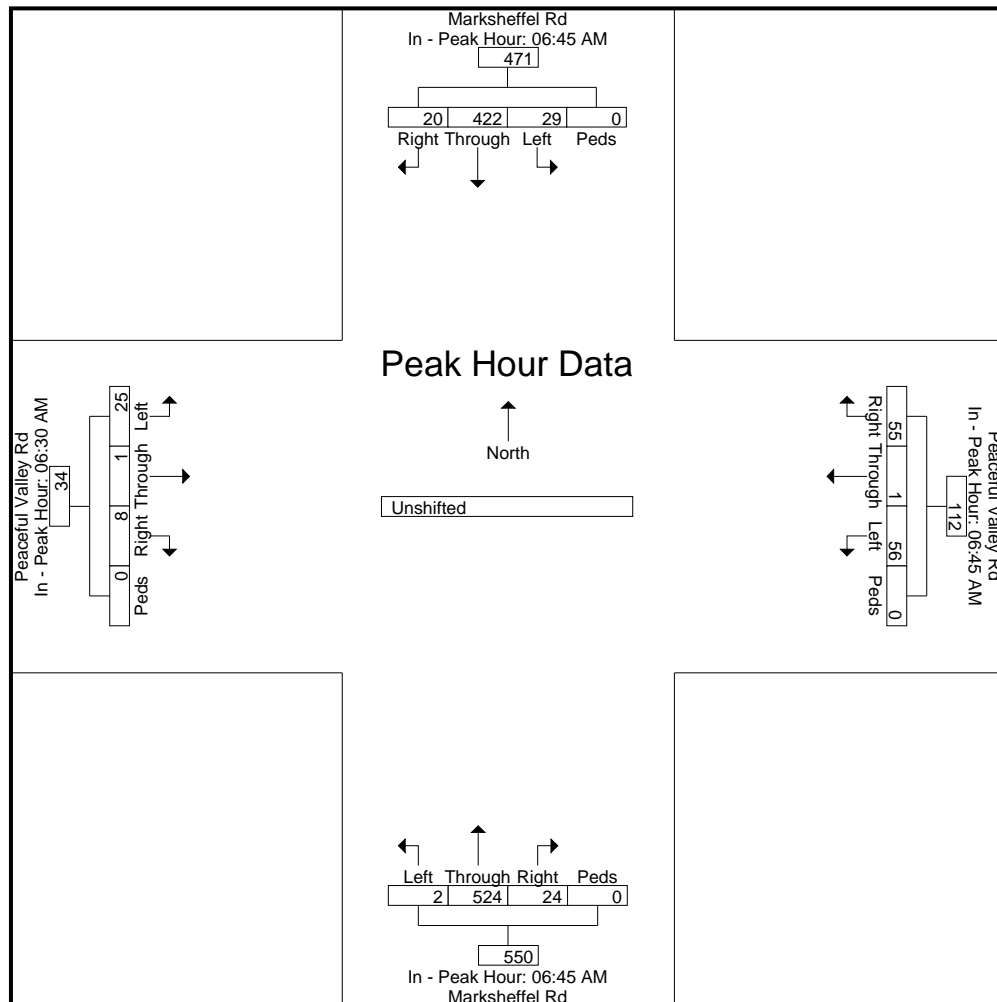 Marksheffel Rd
In - Peak Hour: 06:45 AM
471
20 422 29 0
Right Through Left Peds
Peak Hour Data
North
Unshifted
Peaceful Valley Rd
In - Peak Hour: 06:30 AM
34
25 1 8 0
Left Through Right Peds
Peaceful Valley Rd
In - Peak Hour: 06:45 AM
112
55 1 56 0
Right Through Left Peds
Left Through Right Peds
2 524 24 0
550
In - Peak Hour: 06:45 AM
Marksheffel Rd